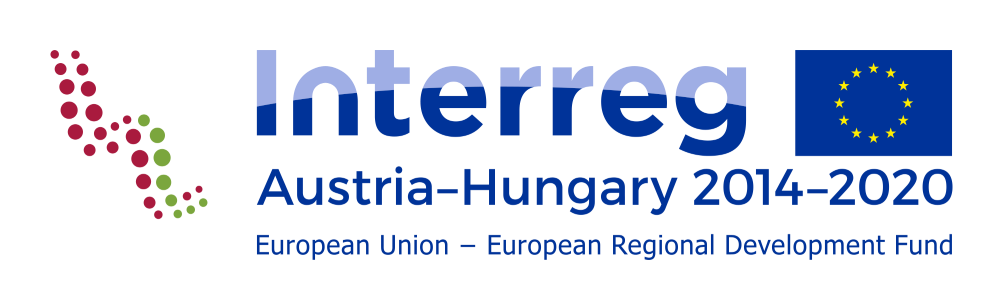 Interreg
Austria–Hungary 2014–2020
European Union – European Regional Development Fund